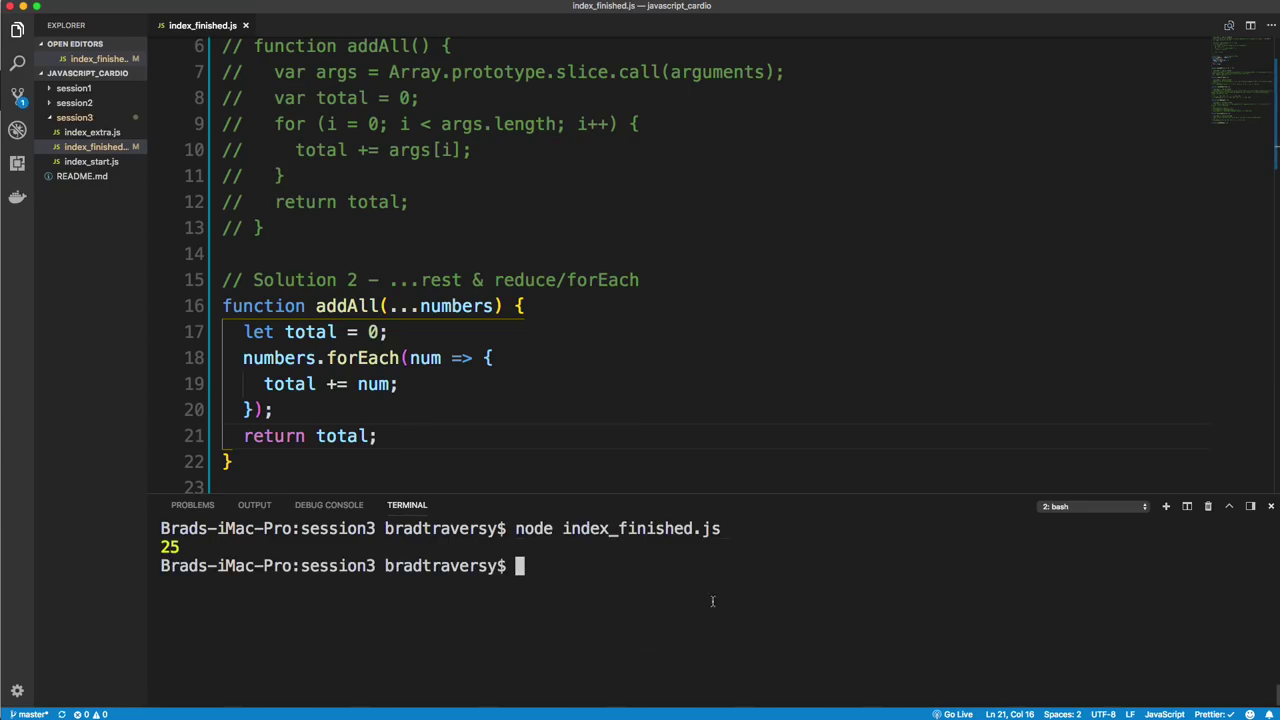 index_finished.js — javascript_cardio
EXPLORER
index_finished.js ×
OPEN EDITORS
index_finishe... M
JAVASCRIPT_CARDIO
session1
session2
session3
index_extra.js
index_finished... M
index_start.js
README.md
6 // function addAll() {
7 //   var args = Array.prototype.slice.call(arguments);
8 //   var total = 0;
9 //   for (i = 0; i < args.length; i++) {
10 //     total += args[i];
11 //   }
12 //   return total;
13 // }
14
15 // Solution 2 - ...rest & reduce/forEach
16 function addAll(...numbers) {
17   let total = 0;
18   numbers.forEach(num => {
19     total += num;
20   });
21   return total;
22 }
23
PROBLEMS OUTPUT DEBUG CONSOLE TERMINAL 2: bash
Brads-iMac-Pro:session3 bradtraversy$ node index_finished.js
25
Brads-iMac-Pro:session3 bradtraversy$
1
master* 0 0 Go Live Ln 21, Col 16 Spaces: 2 UTF-8 LF JavaScript Prettier: ✓